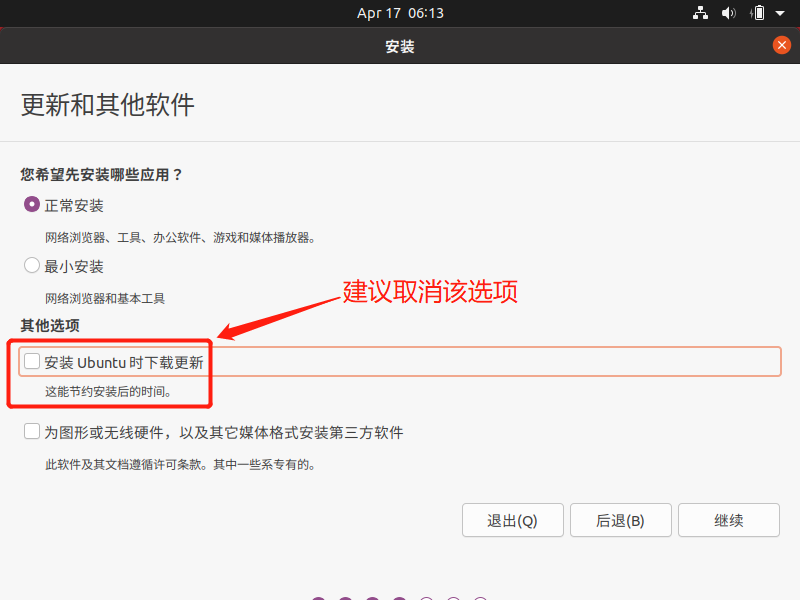 Apr 17 06:13
安装
更新和其他软件
您希望先安装哪些应用？
正常安装
网络浏览器、工具、办公软件、游戏和媒体播放器。
最小安装
网络浏览器和基本工具
建议取消该选项
其他选项
安装 Ubuntu 时下载更新
这能节约安装后的时间。
为图形或无线硬件，以及其它媒体格式安装第三方软件
此软件及其文档遵循许可条款。其中一些系专有的。
退出(Q) 后退(B) 继续